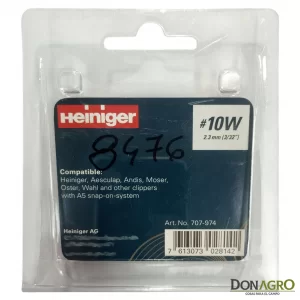 Heiniger
#10W
2.3 mm (3/32")
8476
Compatible:
Heiniger, Aesculap, Andis, Moser,
Oster, Wahl and other clippers
with A5 snap-on-system
Art. No. 707-974
Heiniger AG
7 613073 028142
DONAGRO